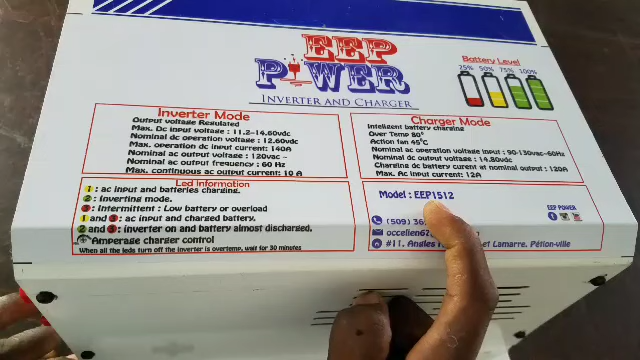 EEP
POWER
INVERTER AND CHARGER
Battery Level
25% 50% 75% 100%
Inverter Mode
Output voltage Regulated
Max. Dc input voltage : 11.2-14.60vdc
Nominal dc operation voltage : 12.60vdc
Max. operation dc input current: 140A
Nominal ac output voltage : 120vac ~
Nominal ac output frequency : 60 Hz
Max. continuous ac output current: 10 A
Charger Mode
Intelligent battery charging
Over Temp 80°
Action fan 45°C
Nominal ac operation voltage input : 90-130vac-60Hz
Nominal dc output voltage : 14.80vdc
Charging dc battery curent at nominal output : 120A
Max. Ac input current: 12A
Led Information
1 : ac input and batteries charging.
2 : Inverting mode.
3 : Intermittent : Low battery or overload
1 and 3 : ac input and charged battery.
2 and 3 : inverter on and battery almost discharged.
Amperage charger control
When all the leds turn off the inverter is overtemp, wait for 30 minutes
Model : EEP1512
EEP POWER
(509)
#11, et Lamarre, Pétion-ville